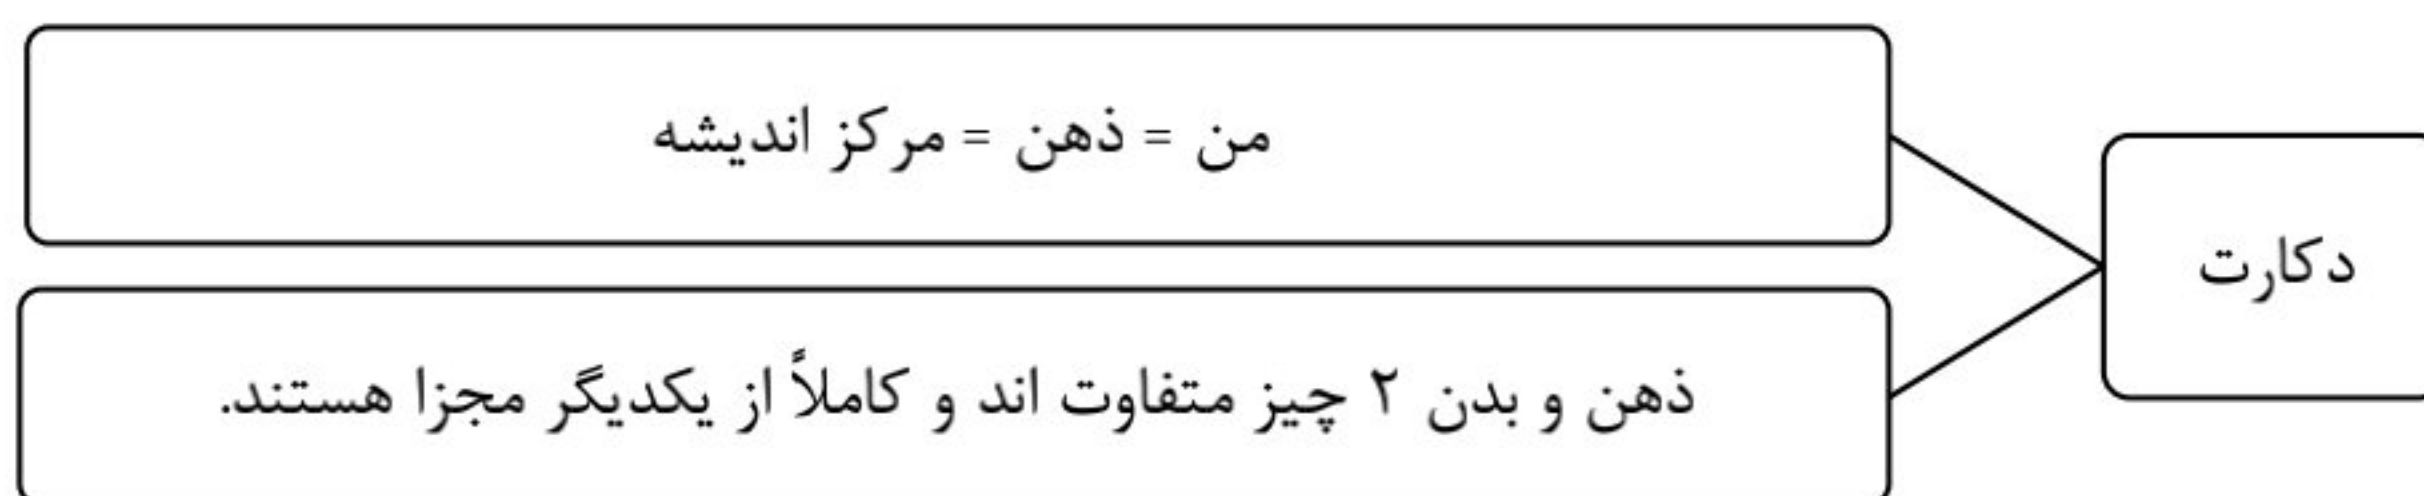 دکارت
من = ذهن = مرکز اندیشه
ذهن و بدن ۲ چیز متفاوت اند و کاملاً از یکدیگر مجزا هستند.